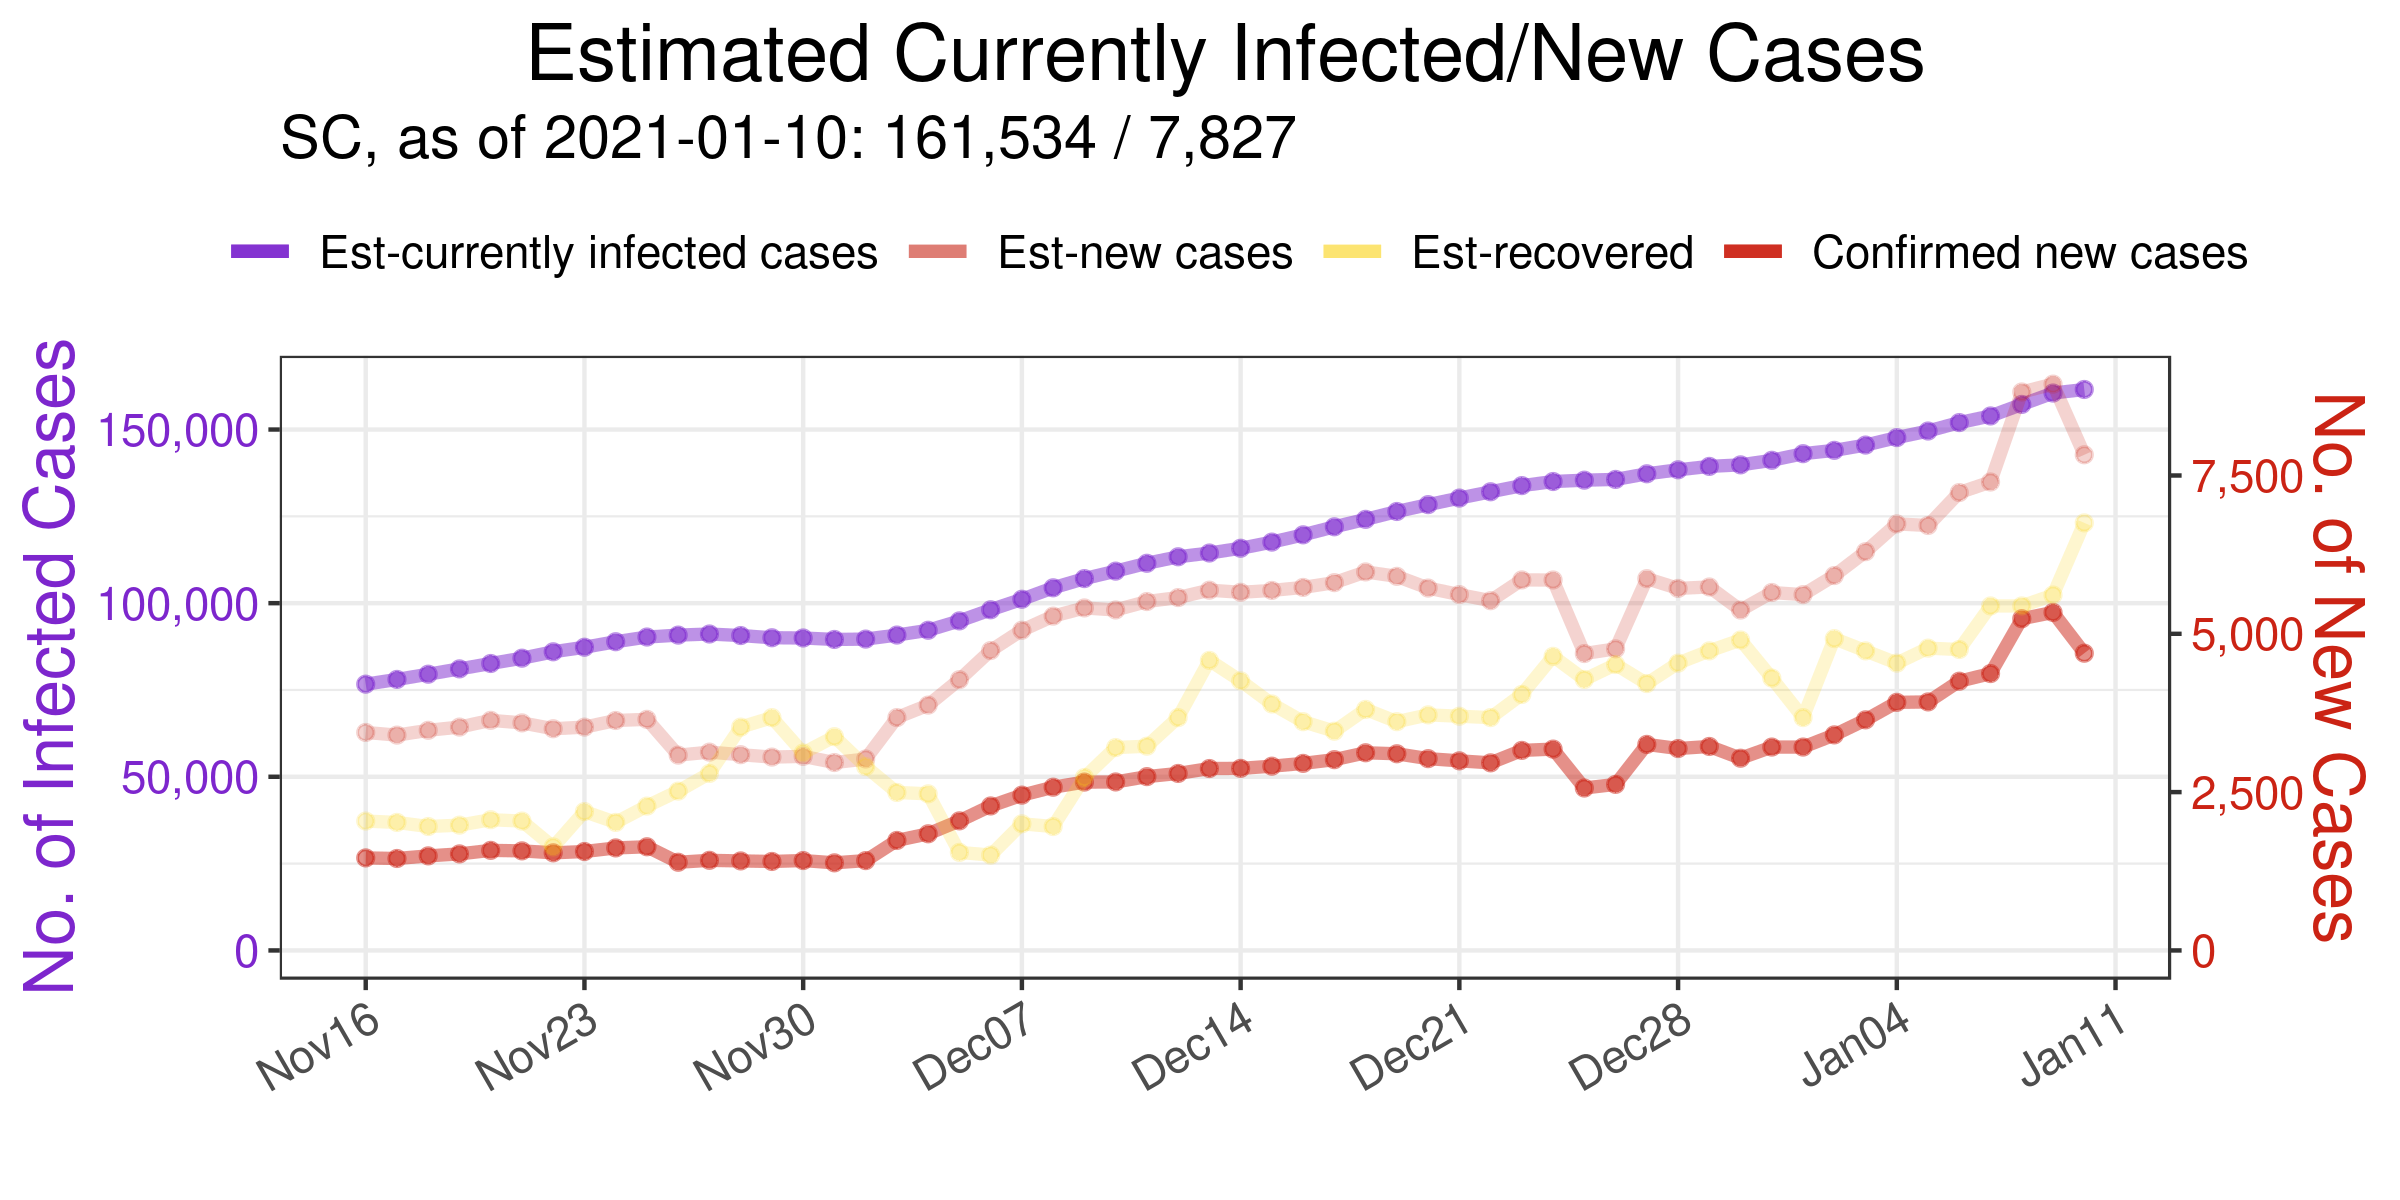 Estimated Currently Infected/New Cases
SC, as of 2021-01-10: 161,534 / 7,827
Est-currently infected cases Est-new cases Est-recovered Confirmed new cases
No. of Infected Cases
150,000
100,000
50,000
0
No. of New Cases
7,500
5,000
2,500
0
Nov16 Nov23 Nov30 Dec07 Dec14 Dec21 Dec28 Jan04 Jan11